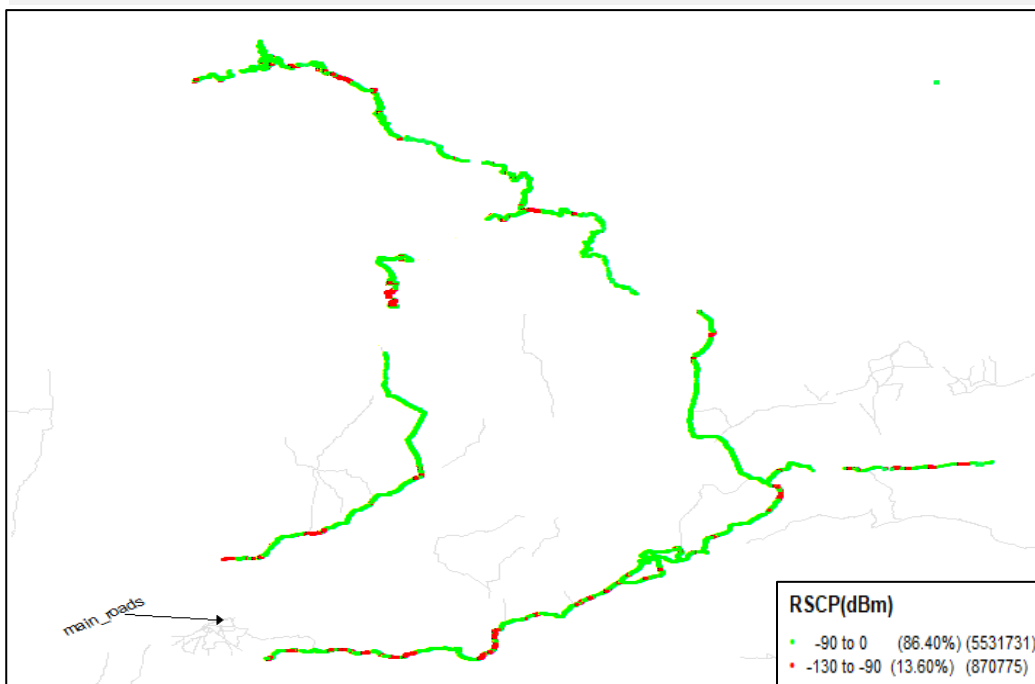 main_roads
RSCP(dBm)
-90 to 0 (86.40%) (5531731)
-130 to -90 (13.60%) (870775)